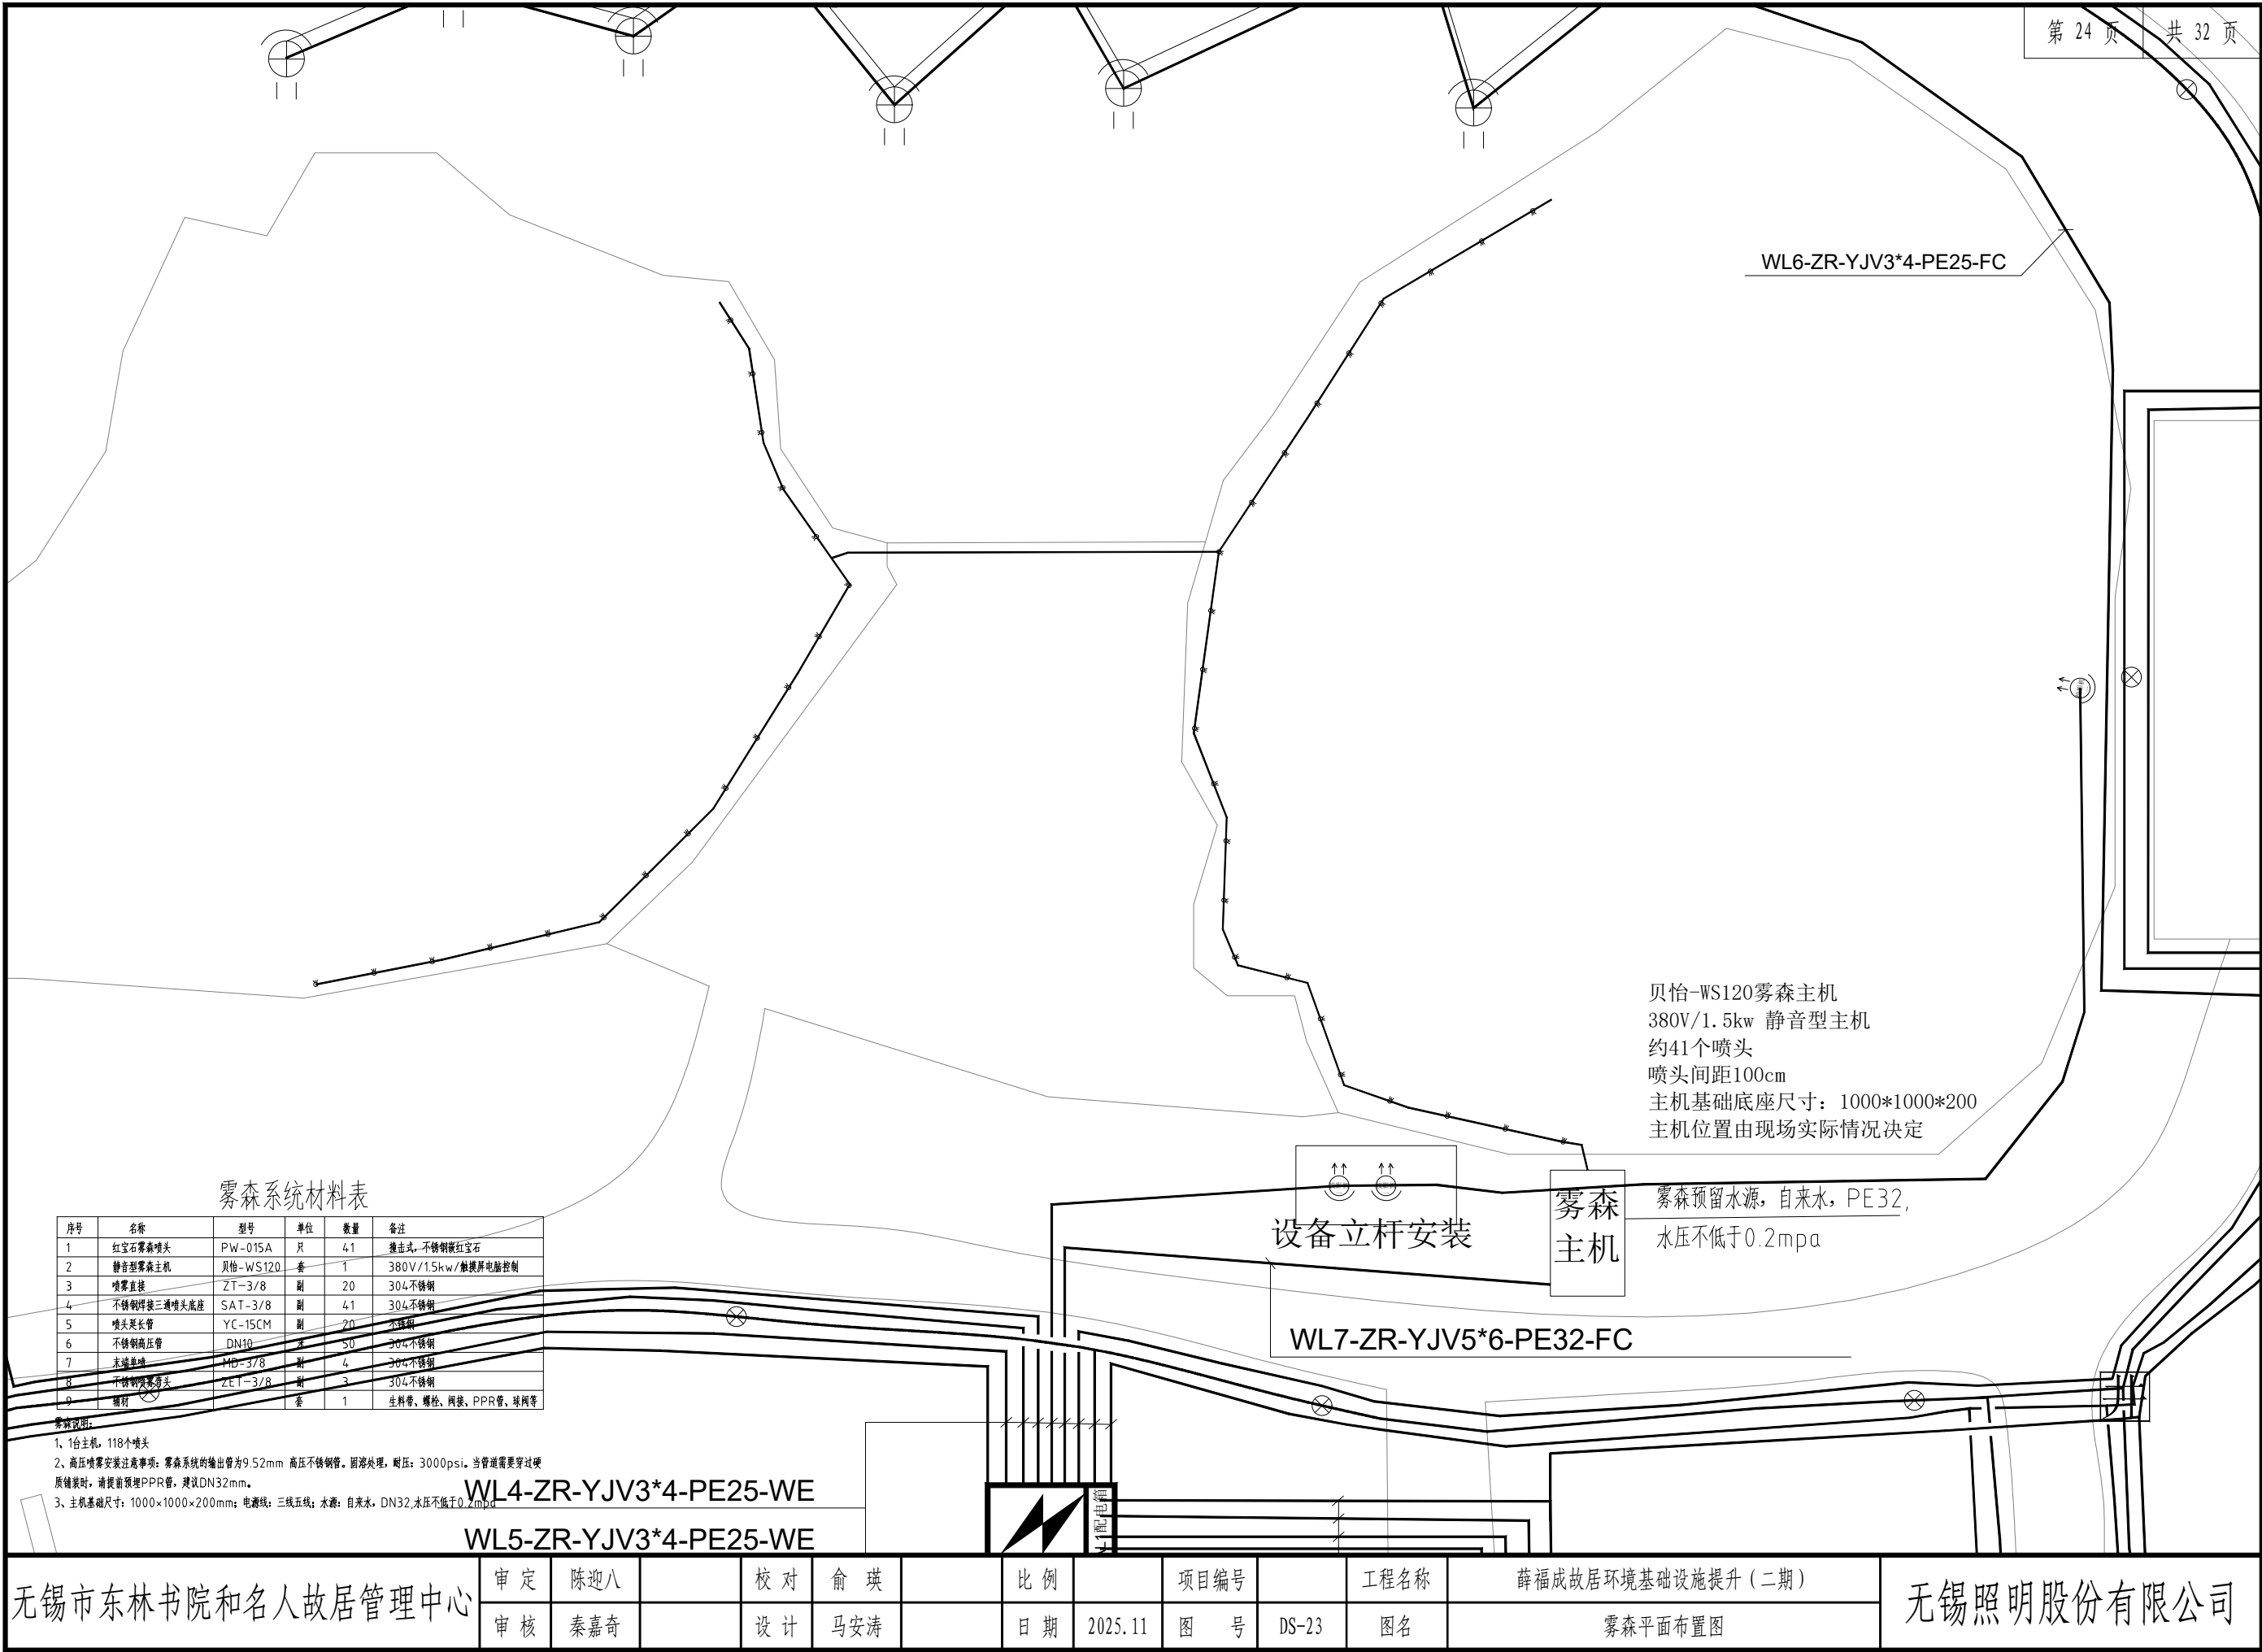 第 24 页 共 32 页
WL6-ZR-YJV3*4-PE25-FC
贝怡-WS120雾森主机
380V/1.5kw 静音型主机
约41个喷头
喷头间距100cm
主机基础底座尺寸：1000*1000*200
主机位置由现场实际情况决定
设备立杆安装
雾森
主机
雾森预留水源，自来水，PE32，
水压不低于0.2mpa
WL7-ZR-YJV5*6-PE32-FC
雾森系统材料表
序号 名称 型号 单位 数量 备注
1 红宝石雾森喷头 PW-015A 只 41 撞击式，不锈钢嵌红宝石
2 静音型雾森主机 贝怡-WS120 套 1 380V/1.5kw/触摸屏电脑控制
3 喷雾直接 ZT-3/8 副 20 304不锈钢
4 不锈钢焊接三通喷头底座 SAT-3/8 副 41 304不锈钢
5 喷头延长管 YC-15CM 副 20 不锈钢
6 不锈钢高压管 DN10 米 50 304不锈钢
7 末端单喷 MD-3/8 副 4 304不锈钢
8 不锈钢喷雾弯头 ZET-3/8 副 3 304不锈钢
9 辅材 套 1 生料带、螺栓、阀接、PPR管、球阀等
雾森说明：
1、1台主机，118个喷头
2、高压喷雾安装注意事项：雾森系统的输出管为9.52mm 高压不锈钢管。固溶处理，耐压：3000psi。当管道需要穿过硬
质铺装时，请提前预埋PPR管，建议DN32mm。
3、主机基础尺寸：1000×1000×200mm；电源线：三线五线；水源：自来水，DN32,水压不低于0.2mpa
WL4-ZR-YJV3*4-PE25-WE
WL5-ZR-YJV3*4-PE25-WE
配电箱
无锡市东林书院和名人故居管理中心
审 定 陈迎八 校 对 俞 瑛 比 例 项目编号 工程名称 薛福成故居环境基础设施提升（二期）
审 核 秦嘉奇 设 计 马安涛 日 期 2025.11 图 号 DS-23 图名 雾森平面布置图
无锡照明股份有限公司